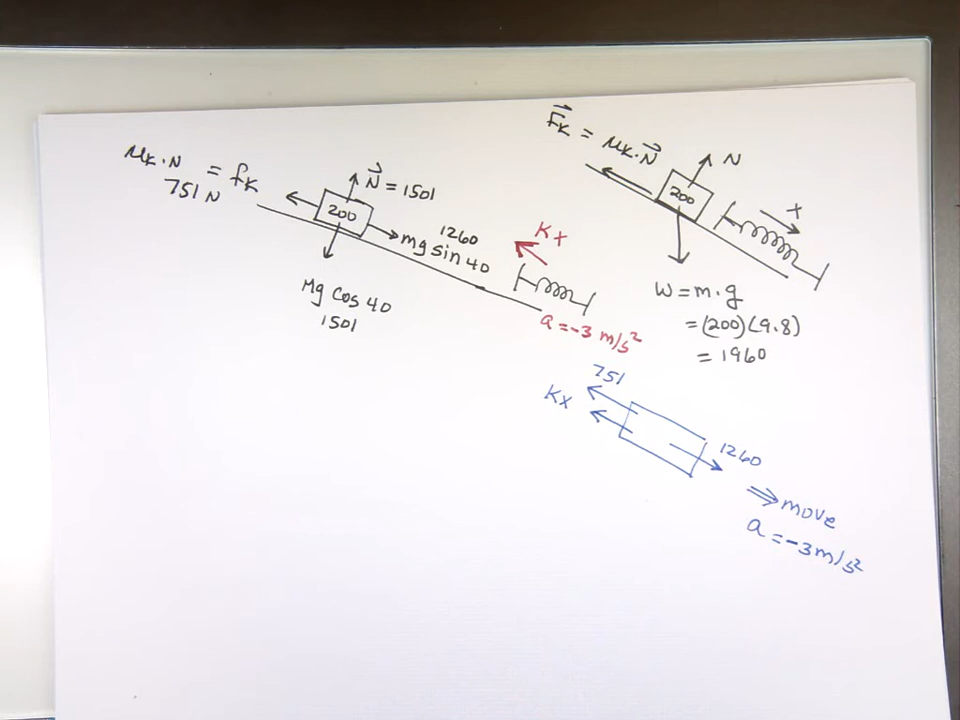 μK·N = fK
751 N
N = 1501
200
1260
mg sin 40
Mg cos 40
1501
KX
a = -3 m/s²
FK = μK·N
N
200
X
W = m·g
= (200)(9.8)
= 1960
751
KX
1260
⇒ move
a = -3 m/s²